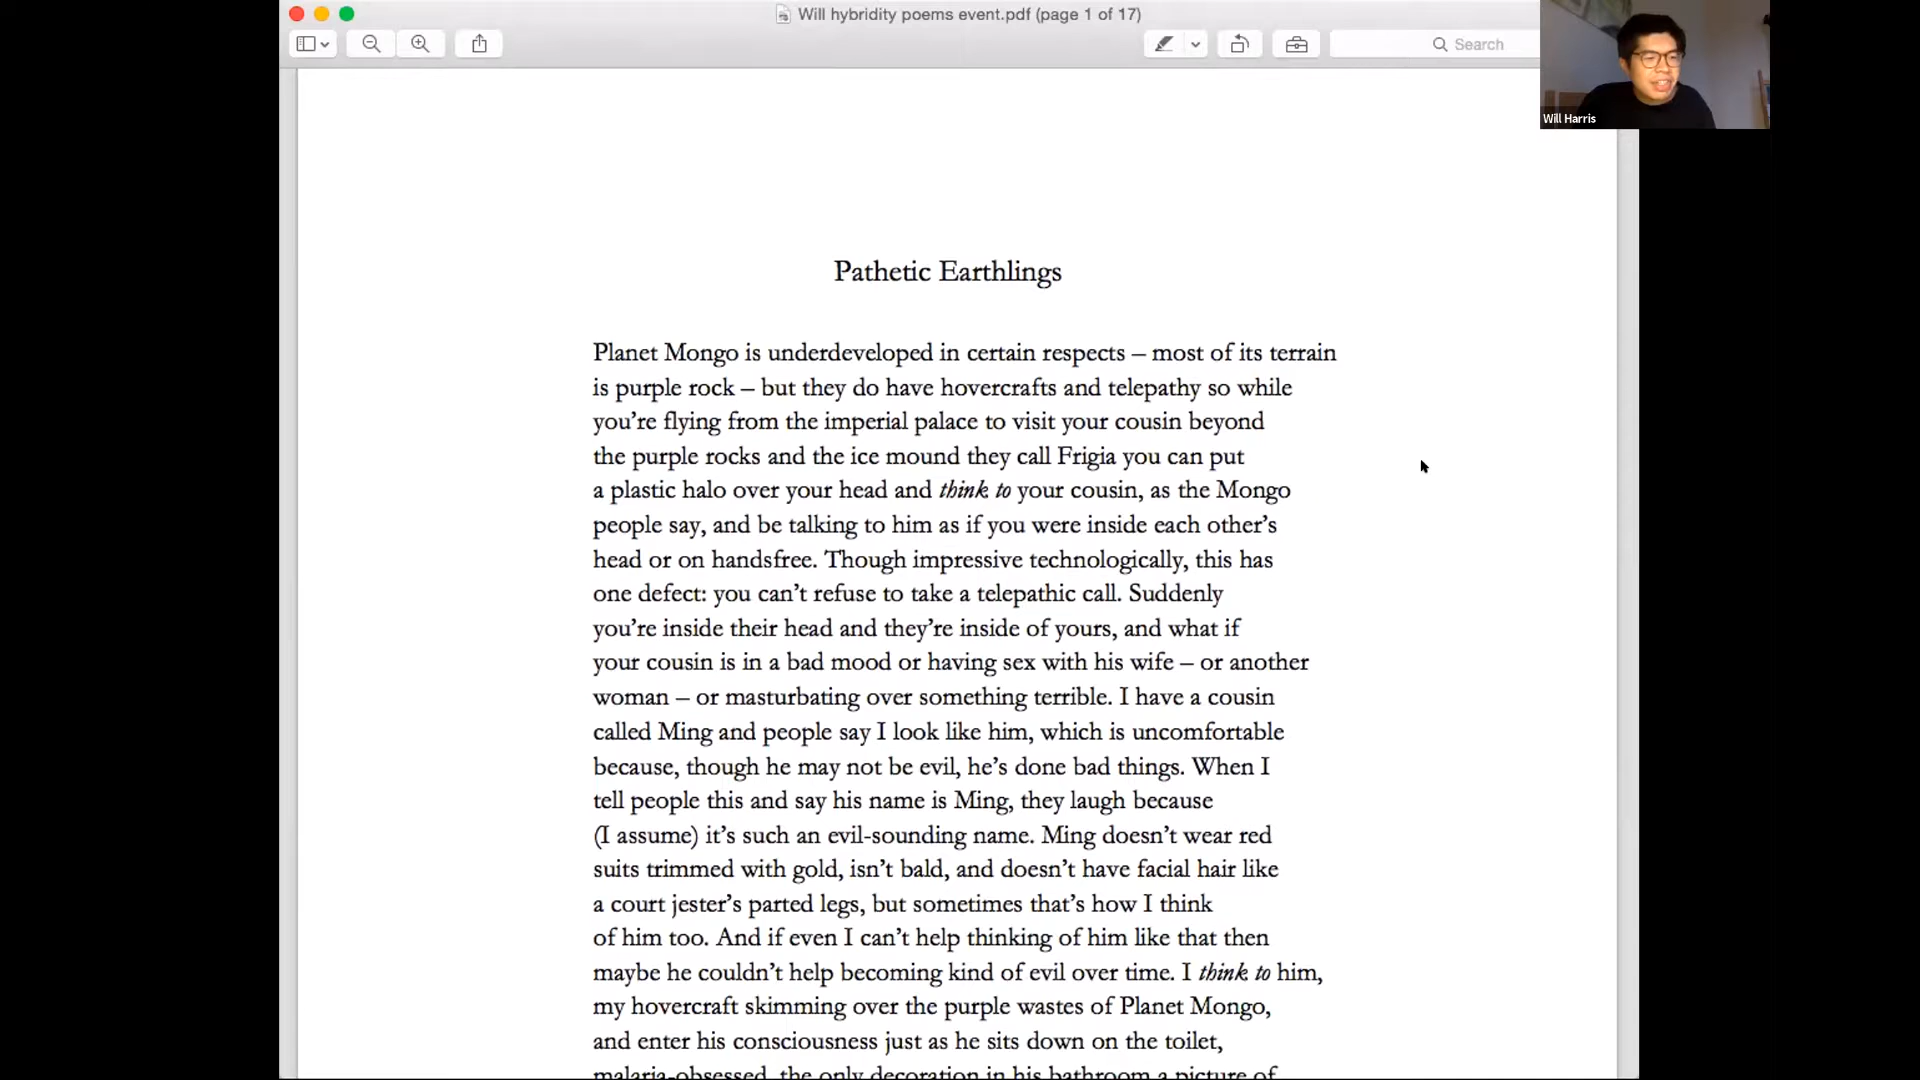 Will hybridity poems event.pdf (page 1 of 17)
Search
Will Harris
Pathetic Earthlings
Planet Mongo is underdeveloped in certain respects – most of its terrain
is purple rock – but they do have hovercrafts and telepathy so while
you’re flying from the imperial palace to visit your cousin beyond
the purple rocks and the ice mound they call Frigia you can put
a plastic halo over your head and think to your cousin, as the Mongo
people say, and be talking to him as if you were inside each other’s
head or on handsfree. Though impressive technologically, this has
one defect: you can’t refuse to take a telepathic call. Suddenly
you’re inside their head and they’re inside of yours, and what if
your cousin is in a bad mood or having sex with his wife – or another
woman – or masturbating over something terrible. I have a cousin
called Ming and people say I look like him, which is uncomfortable
because, though he may not be evil, he’s done bad things. When I
tell people this and say his name is Ming, they laugh because
(I assume) it’s such an evil-sounding name. Ming doesn’t wear red
suits trimmed with gold, isn’t bald, and doesn’t have facial hair like
a court jester’s parted legs, but sometimes that’s how I think
of him too. And if even I can’t help thinking of him like that then
maybe he couldn’t help becoming kind of evil over time. I think to him,
my hovercraft skimming over the purple wastes of Planet Mongo,
and enter his consciousness just as he sits down on the toilet,
malaria-obsessed, the only decoration in his bathroom a picture of